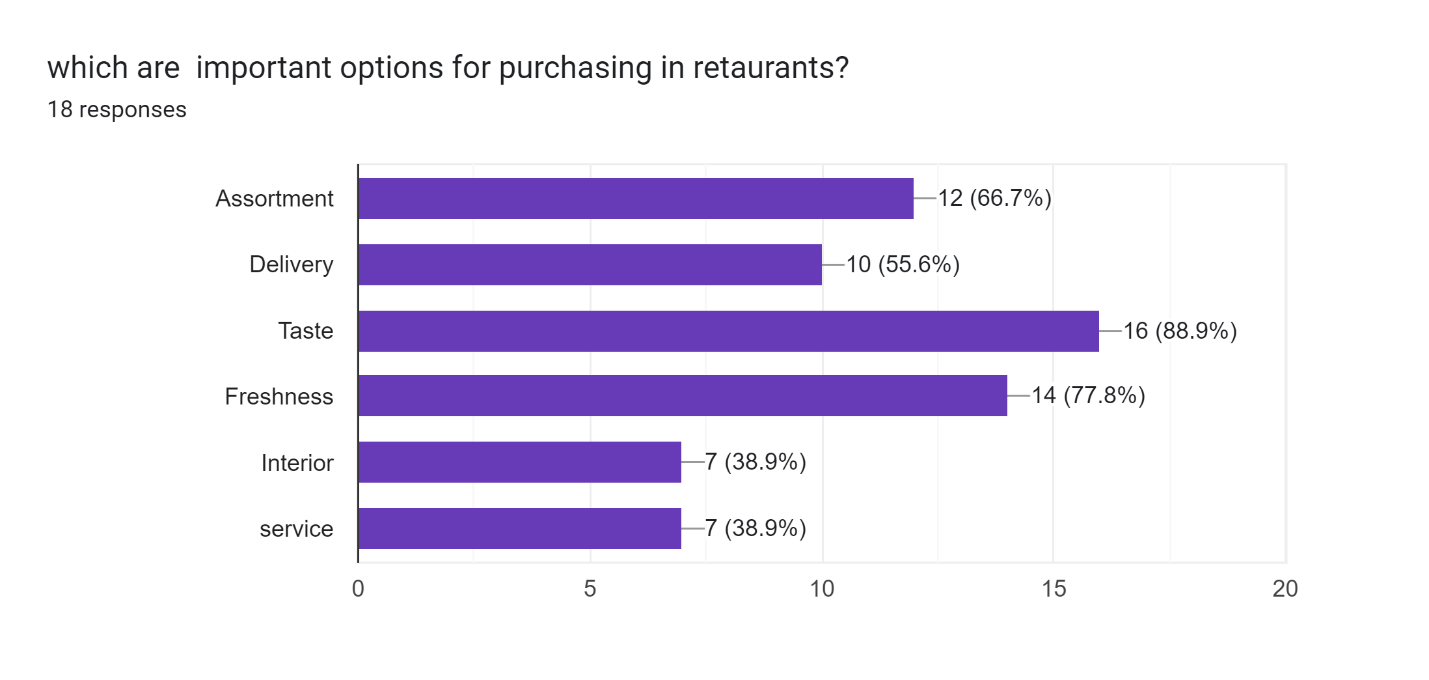 which are  important options for purchasing in retaurants?
18 responses
Assortment 12 (66.7%)
Delivery 10 (55.6%)
Taste 16 (88.9%)
Freshness 14 (77.8%)
Interior 7 (38.9%)
service 7 (38.9%)
0 5 10 15 20